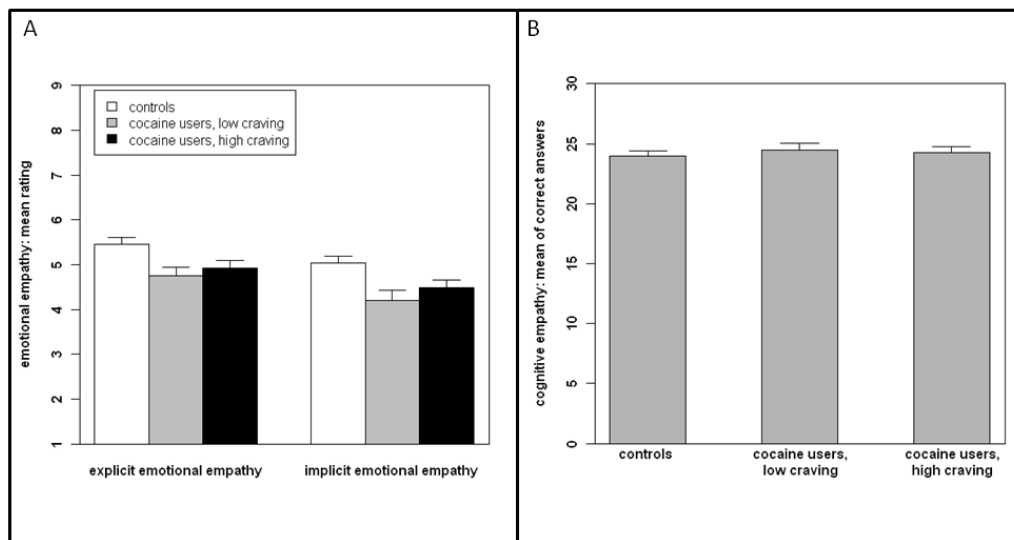 A
emotional empathy: mean rating
9
8
7
6
5
4
3
2
1
controls
cocaine users, low craving
cocaine users, high craving
explicit emotional empathy
implicit emotional empathy
B
cognitive empathy: mean of correct answers
30
25
20
15
10
5
0
controls
cocaine users,
low craving
cocaine users,
high craving